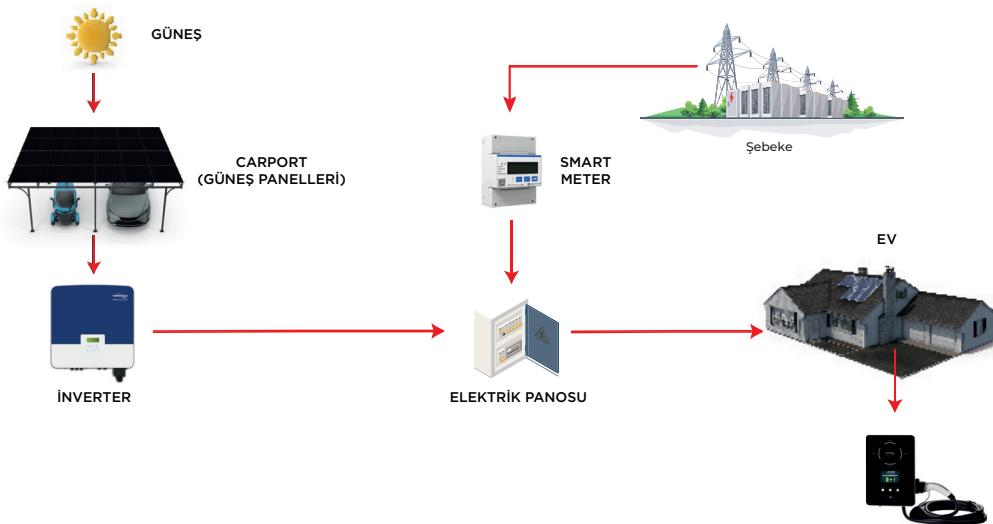 GÜNEŞ
CARPORT
(GÜNEŞ PANELLERİ)
SMART
METER
Şebeke
EV
İNVERTER
ELEKTRİK PANOSU